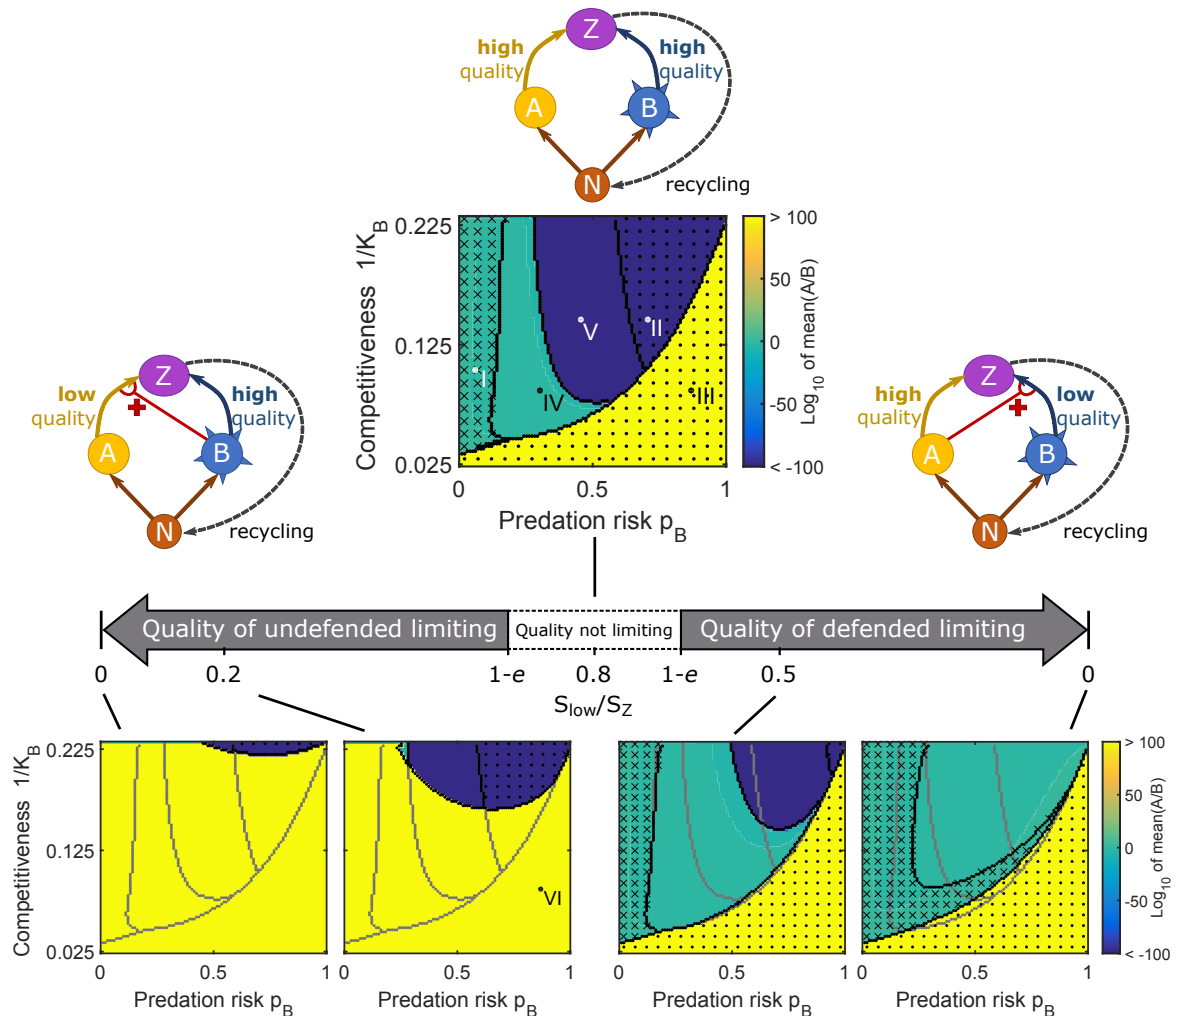 Z
high
quality
high
quality
A
B
N
recycling
Competitiveness 1/K_B
0.225
0.125
0.025
I
IV
V
II
III
0
0.5
1
Predation risk p_B
> 100
50
0
-50
< -100
Log_10 of mean(A/B)
Z
low
quality
high
quality
+
A
B
N
recycling
Z
high
quality
low
quality
+
A
B
N
recycling
Quality of undefended limiting
Quality not limiting
Quality of defended limiting
0
0.2
1-e
0.8
1-e
0.5
0
S_low/S_Z
Competitiveness 1/K_B
0.225
0.125
0.025
0
0.5
1
Predation risk p_B
VI
0
0.5
1
Predation risk p_B
0
0.5
1
Predation risk p_B
0
0.5
1
Predation risk p_B
> 100
50
0
-50
< -100
Log_10 of mean(A/B)